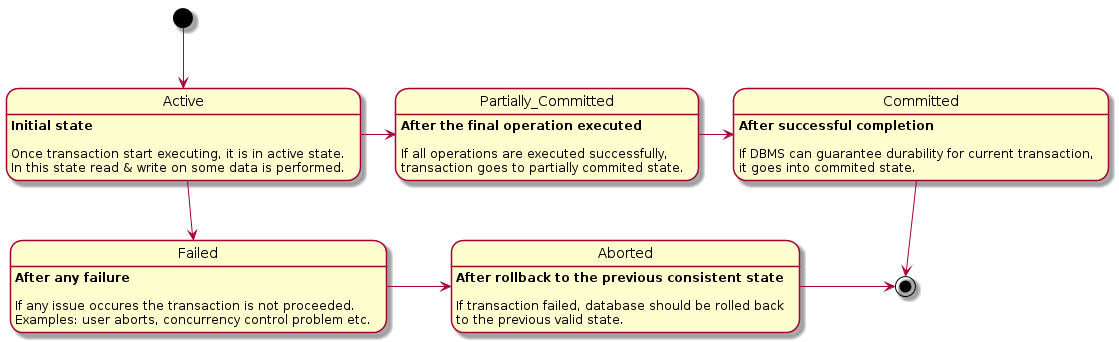 Active
Initial state
Once transaction start executing, it is in active state.
In this state read & write on some data is performed.
Partially_Committed
After the final operation executed
If all operations are executed successfully,
transaction goes to partially commited state.
Committed
After successful completion
If DBMS can guarantee durability for current transaction,
it goes into commited state.
Failed
After any failure
If any issue occures the transaction is not proceeded.
Examples: user aborts, concurrency control problem etc.
Aborted
After rollback to the previous consistent state
If transaction failed, database should be rolled back
to the previous valid state.